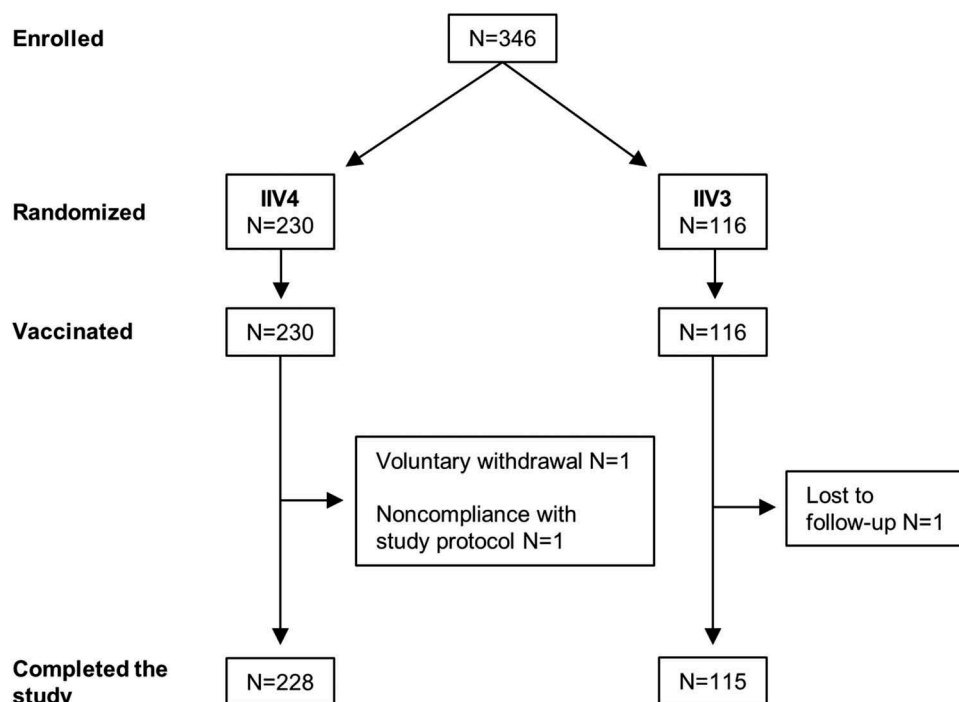 Enrolled
N=346
Randomized
IIV4
N=230
IIV3
N=116
Vaccinated
N=230
N=116
Voluntary withdrawal N=1
Noncompliance with
study protocol N=1
Lost to
follow-up N=1
Completed the
study
N=228
N=115